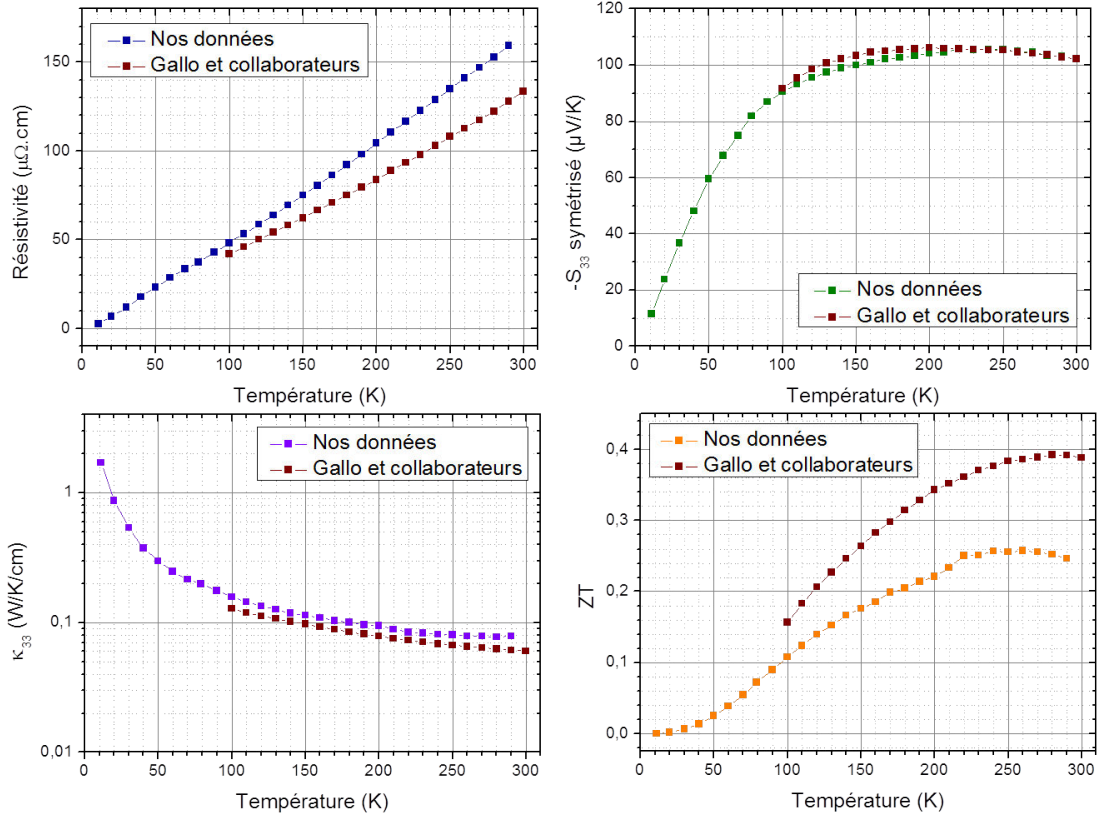 Résistivité (μΩ.cm)
150
100
50
0
Nos données
Gallo et collaborateurs
0 50 100 150 200 250 300
Température (K)
-S33 symétrisé (μV/K)
120
100
80
60
40
20
0
Nos données
Gallo et collaborateurs
0 50 100 150 200 250 300
Température (K)
κ33 (W/K/cm)
1
0,1
0,01
Nos données
Gallo et collaborateurs
0 50 100 150 200 250 300
Température (K)
ZT
0,4
0,3
0,2
0,1
0,0
Nos données
Gallo et collaborateurs
0 50 100 150 200 250 300
Température (K)